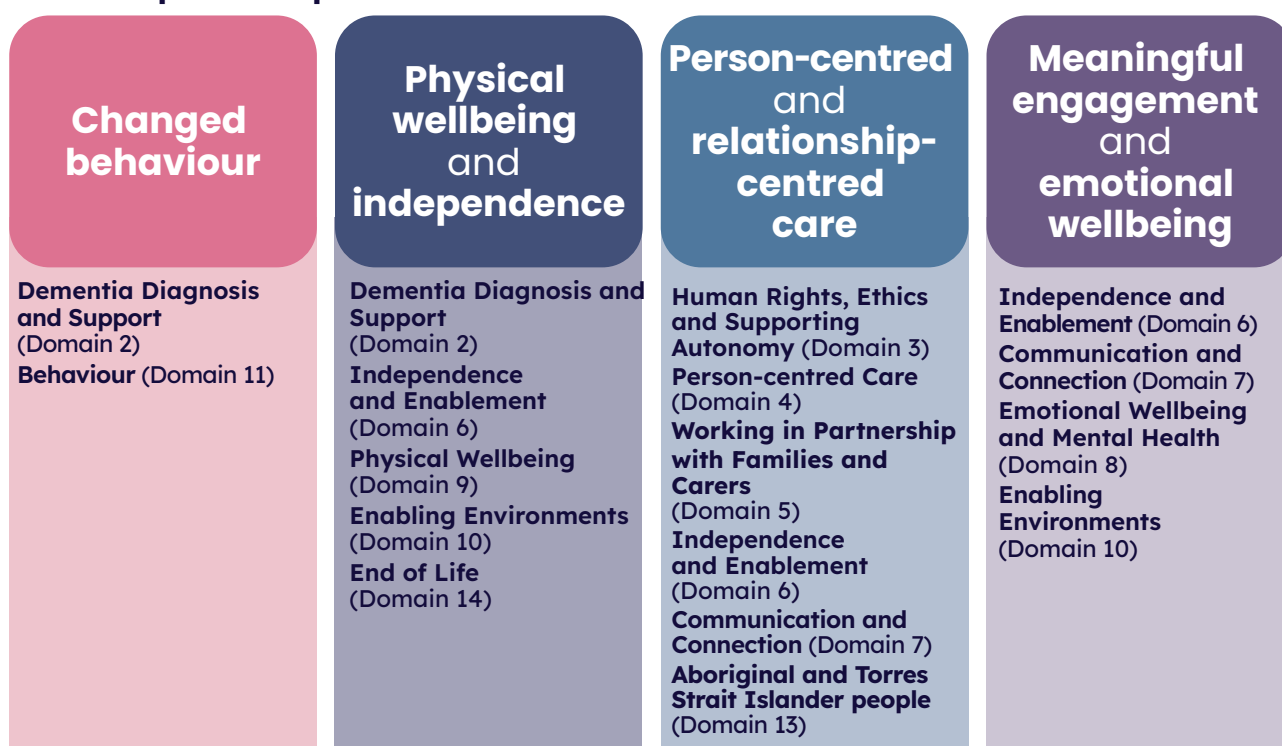 Changed
behaviour
Dementia Diagnosis
and Support
(Domain 2)
Behaviour (Domain 11)
Physical
wellbeing
and
independence
Dementia Diagnosis and
Support
(Domain 2)
Independence
and Enablement
(Domain 6)
Physical Wellbeing
(Domain 9)
Enabling Environments
(Domain 10)
End of Life
(Domain 14)
Person-centred
and
relationship-
centred
care
Human Rights, Ethics
and Supporting
Autonomy (Domain 3)
Person-centred Care
(Domain 4)
Working in Partnership
with Families and
Carers
(Domain 5)
Independence
and Enablement
(Domain 6)
Communication and
Connection (Domain 7)
Aboriginal and Torres
Strait Islander people
(Domain 13)
Meaningful
engagement
and
emotional
wellbeing
Independence and
Enablement (Domain 6)
Communication and
Connection (Domain 7)
Emotional Wellbeing
and Mental Health
(Domain 8)
Enabling
Environments
(Domain 10)